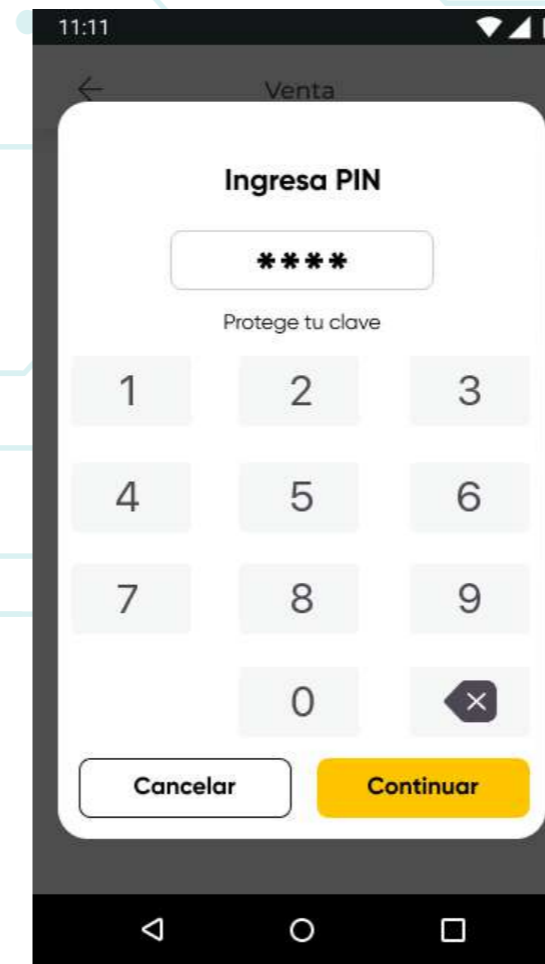 11:11
Venta
Ingresa PIN
****
Protege tu clave
1 2 3
4 5 6
7 8 9
0
Cancelar Continuar